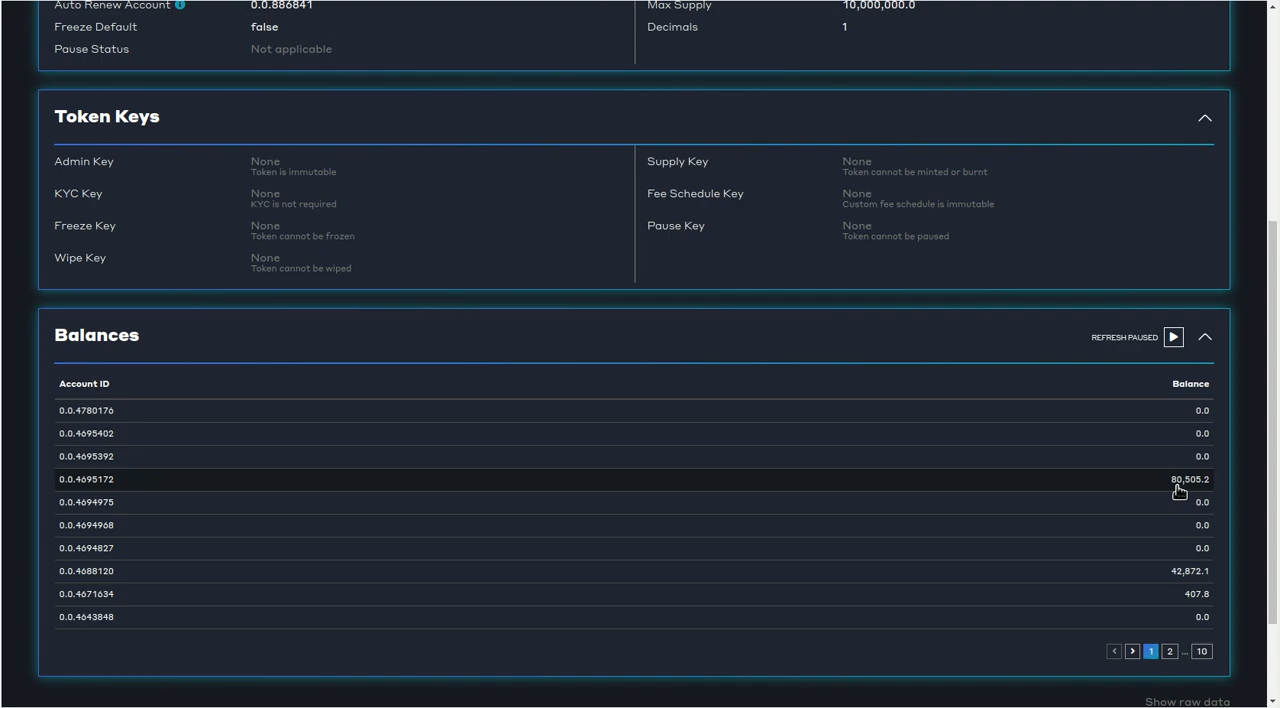 Auto Renew Account 0.0.886841 Max Supply 10,000,000.0
Freeze Default false Decimals 1
Pause Status Not applicable
Token Keys
Admin Key None Supply Key None
Token is immutable Token cannot be minted or burnt
KYC Key None Fee Schedule Key None
KYC is not required Custom fee schedule is immutable
Freeze Key None Pause Key None
Token cannot be frozen Token cannot be paused
Wipe Key None
Token cannot be wiped
Balances REFRESH PAUSED
Account ID Balance
0.0.4780176 0.0
0.0.4695402 0.0
0.0.4695392 0.0
0.0.4695172 80,505.2
0.0.4694975 0.0
0.0.4694968 0.0
0.0.4694827 0.0
0.0.4688120 42,872.1
0.0.4671634 407.8
0.0.4643848 0.0
< > 1 2 ... 10
Show raw data